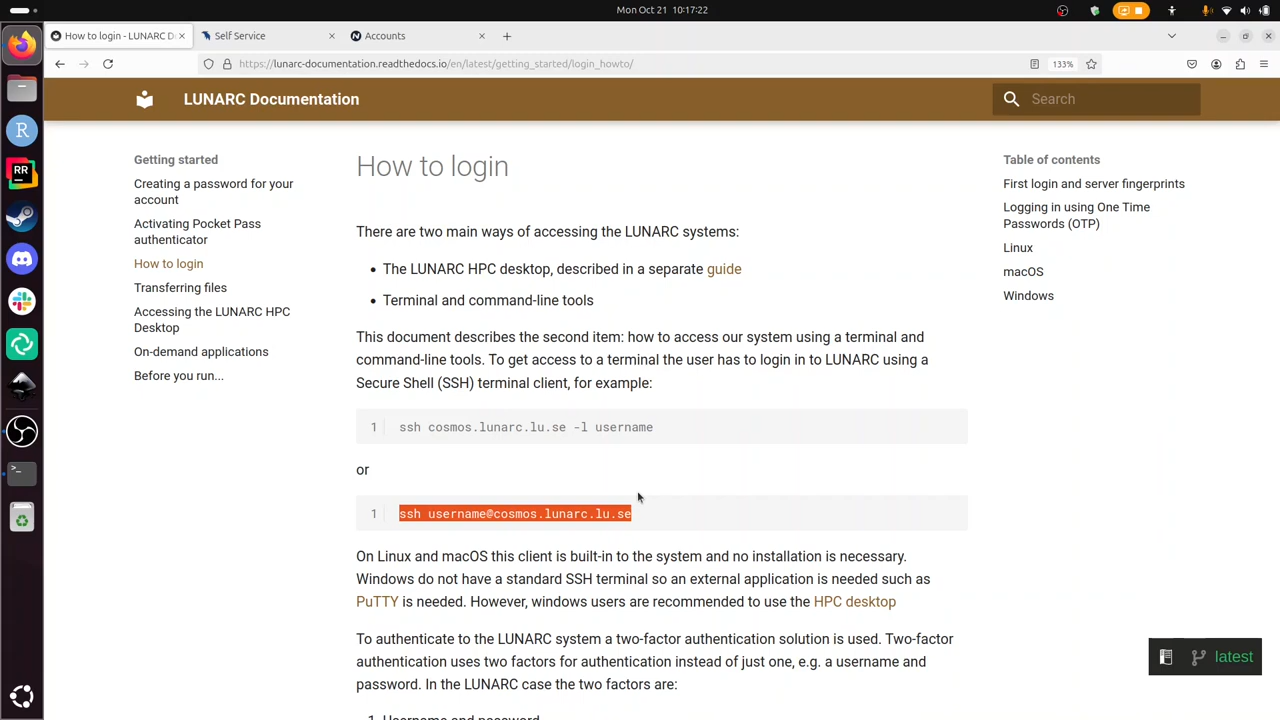 Mon Oct 21 10:17:22
How to login - LUNARC D
Self Service
Accounts
https://lunarc-documentation.readthedocs.io/en/latest/getting_started/login_howto/
133%
LUNARC Documentation
Search
Getting started
Creating a password for your
account
Activating Pocket Pass
authenticator
How to login
Transferring files
Accessing the LUNARC HPC
Desktop
On-demand applications
Before you run...
How to login
There are two main ways of accessing the LUNARC systems:
• The LUNARC HPC desktop, described in a separate guide
• Terminal and command-line tools
This document describes the second item: how to access our system using a terminal and
command-line tools. To get access to a terminal the user has to login in to LUNARC using a
Secure Shell (SSH) terminal client, for example:
1 ssh cosmos.lunarc.lu.se -l username
or
1 ssh username@cosmos.lunarc.lu.se
On Linux and macOS this client is built-in to the system and no installation is necessary.
Windows do not have a standard SSH terminal so an external application is needed such as
PuTTY is needed. However, windows users are recommended to use the HPC desktop
To authenticate to the LUNARC system a two-factor authentication solution is used. Two-factor
authentication uses two factors for authentication instead of just one, e.g. a username and
password. In the LUNARC case the two factors are:
1. Username and password
Table of contents
First login and server fingerprints
Logging in using One Time
Passwords (OTP)
Linux
macOS
Windows
latest
R
RR